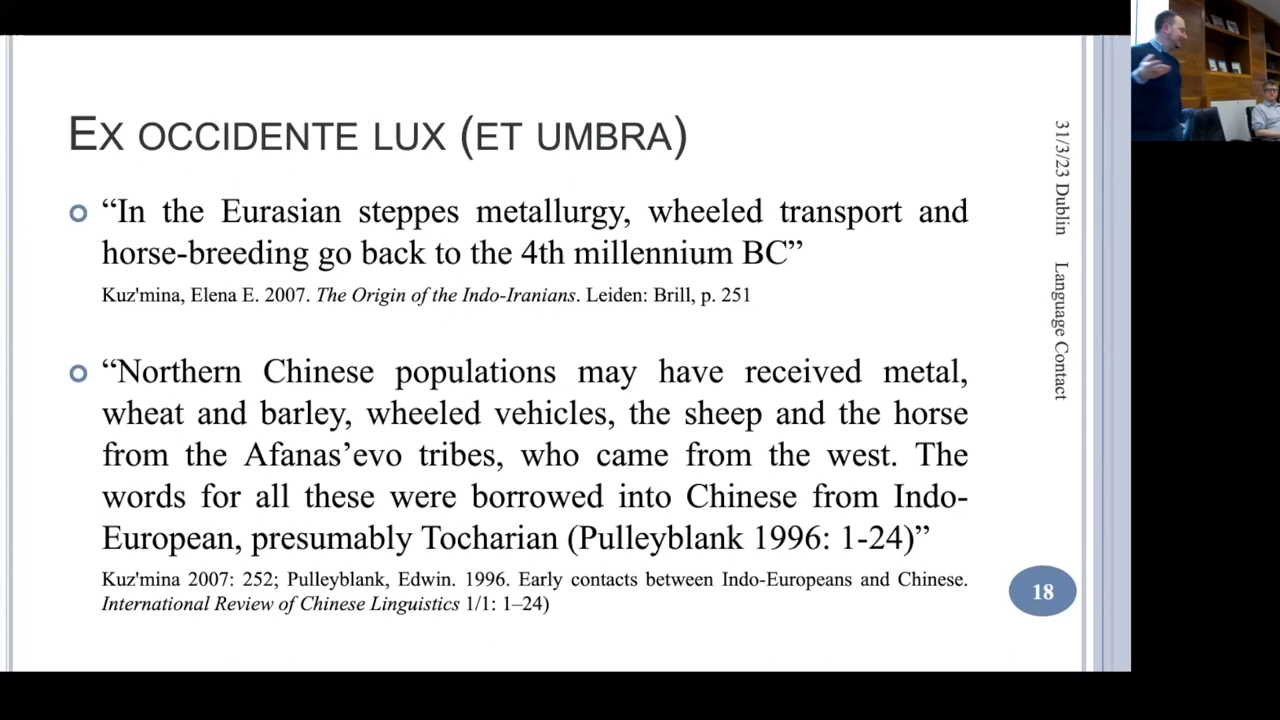 EX OCCIDENTE LUX (ET UMBRA)
“In the Eurasian steppes metallurgy, wheeled transport and
horse-breeding go back to the 4th millennium BC”
Kuz'mina, Elena E. 2007. The Origin of the Indo-Iranians. Leiden: Brill, p. 251
“Northern Chinese populations may have received metal,
wheat and barley, wheeled vehicles, the sheep and the horse
from the Afanas’evo tribes, who came from the west. The
words for all these were borrowed into Chinese from Indo-
European, presumably Tocharian (Pulleyblank 1996: 1-24)”
Kuz'mina 2007: 252; Pulleyblank, Edwin. 1996. Early contacts between Indo-Europeans and Chinese.
International Review of Chinese Linguistics 1/1: 1–24)
31/3/23 Dublin Language Contact
18